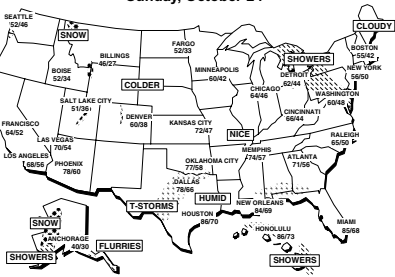 SEATTLE
52/46
SNOW
BILLINGS
46/27
FARGO
52/33
MINNEAPOLIS
60/42
CLOUDY
BOSTON
55/42
SHOWERS
DETROIT
62/44
NEW YORK
56/50
BOISE
52/34
COLDER
CHICAGO
64/46
WASHINGTON
60/48
SALT LAKE CITY
51/36
DENVER
60/38
KANSAS CITY
72/47
CINCINNATI
66/44
FRANCISCO
64/52
LAS VEGAS
70/54
NICE
RALEIGH
65/50
LOS ANGELES
68/56
PHOENIX
78/60
OKLAHOMA CITY
77/58
MEMPHIS
74/57
ATLANTA
71/56
DALLAS
78/66
T-STORMS
HUMID
HOUSTON
86/70
NEW ORLEANS
84/69
MIAMI
85/68
SNOW
ANCHORAGE
40/30
SHOWERS
FLURRIES
HONOLULU
86/73
SHOWERS